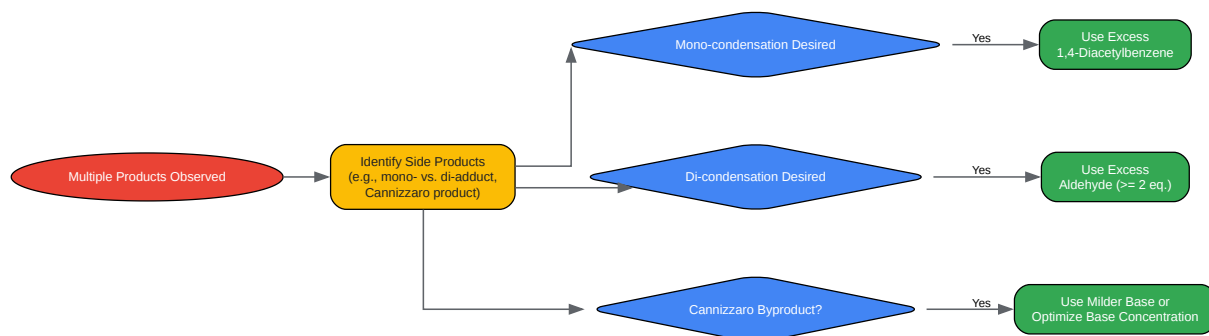 Mono-condensation Desired
Yes
Use Excess
1,4-Diacetylbenzene
Multiple Products Observed
Identify Side Products
(e.g., mono- vs. di-adduct,
Cannizzaro product)
Di-condensation Desired
Yes
Use Excess
Aldehyde (>= 2 eq.)
Cannizzaro Byproduct?
Yes
Use Milder Base or
Optimize Base Concentration